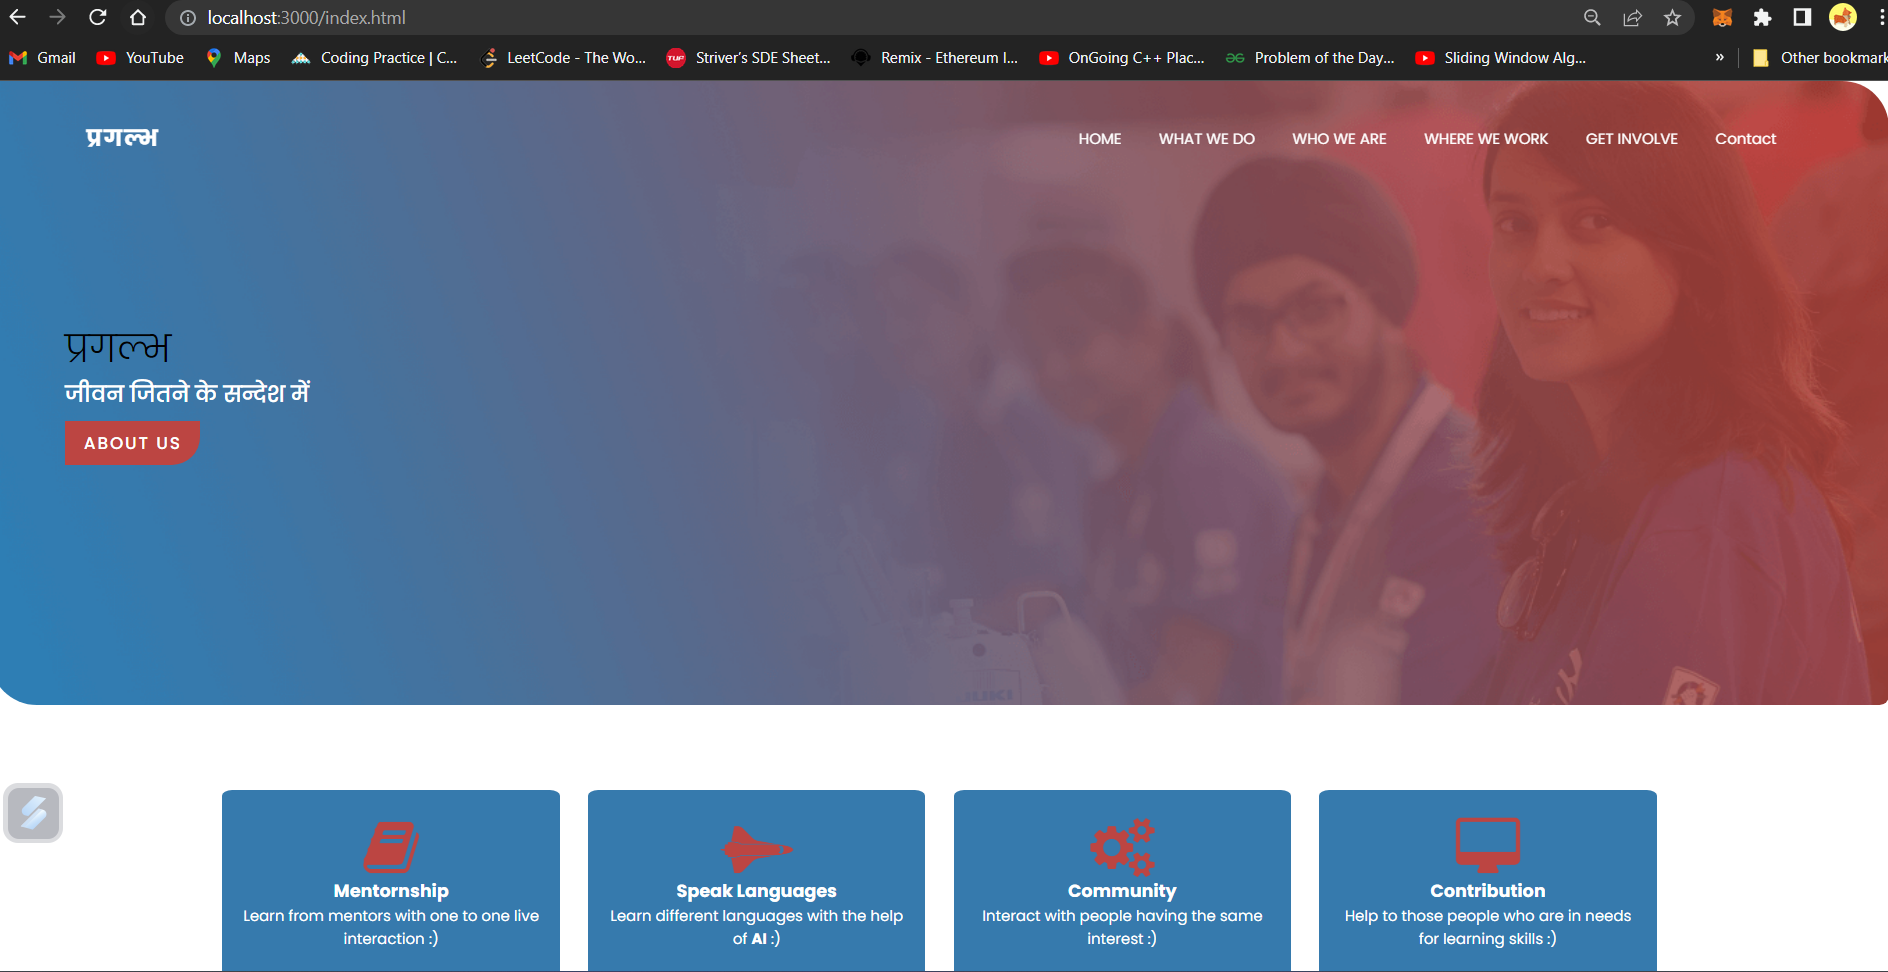 localhost:3000/index.html
Gmail YouTube Maps Coding Practice | C... LeetCode - The Wo... TUF Striver's SDE Sheet... Remix - Ethereum I... OnGoing C++ Plac... Problem of the Day... Sliding Window Alg... » Other bookmark
प्रगल्भ HOME WHAT WE DO WHO WE ARE WHERE WE WORK GET INVOLVE Contact
प्रगल्भ
जीवन जितने के सन्देश में
ABOUT US
JUKI
Mentornship
Learn from mentors with one to one live
interaction :)
Speak Languages
Learn different languages with the help
of AI :)
Community
Interact with people having the same
interest :)
Contribution
Help to those people who are in needs
for learning skills :)